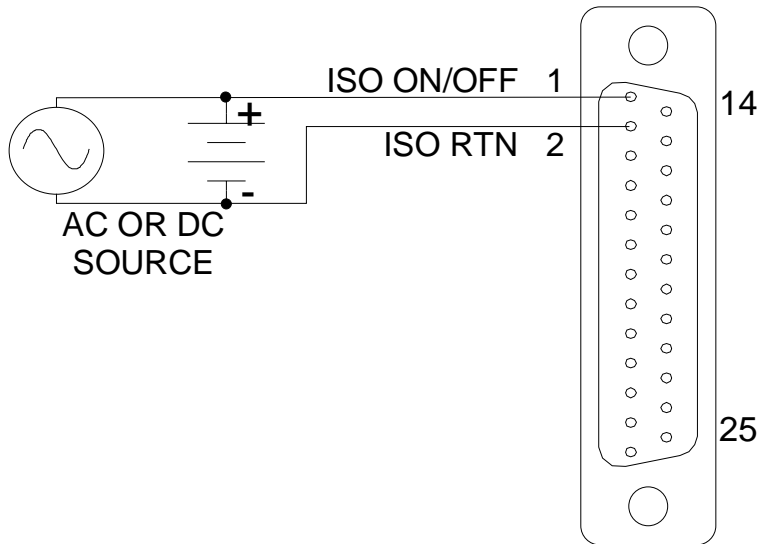 ISO ON/OFF 1
14
+
ISO RTN 2
-
AC OR DC
SOURCE
25